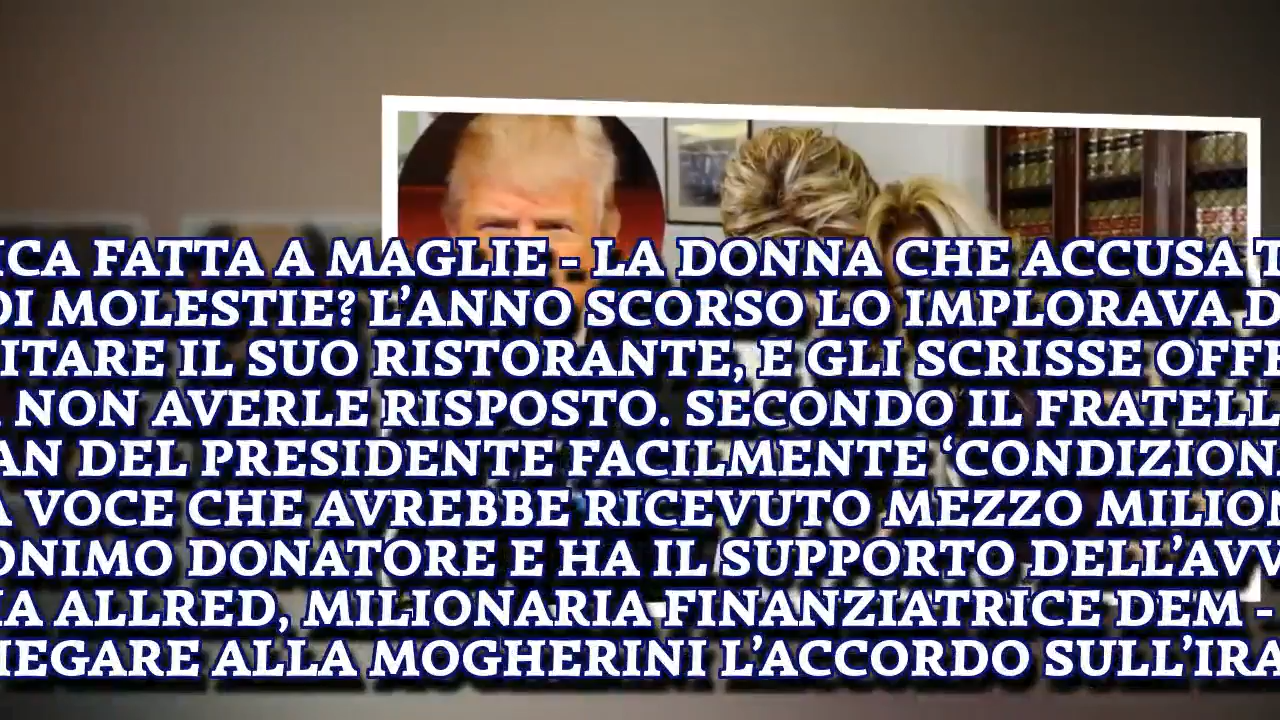 ICA FATTA A MAGLIE - LA DONNA CHE ACCUSA T
DI MOLESTIE? L’ANNO SCORSO LO IMPLORAVA D
ITARE IL SUO RISTORANTE, E GLI SCRISSE OFFE
NON AVERLE RISPOSTO. SECONDO IL FRATELL
AN DEL PRESIDENTE FACILMENTE ‘CONDIZION
A VOCE CHE AVREBBE RICEVUTO MEZZO MILION
ONIMO DONATORE E HA IL SUPPORTO DELL’AVV
IA ALLRED, MILIONARIA FINANZIATRICE DEM -
IEGARE ALLA MOGHERINI L’ACCORDO SULL’IRA